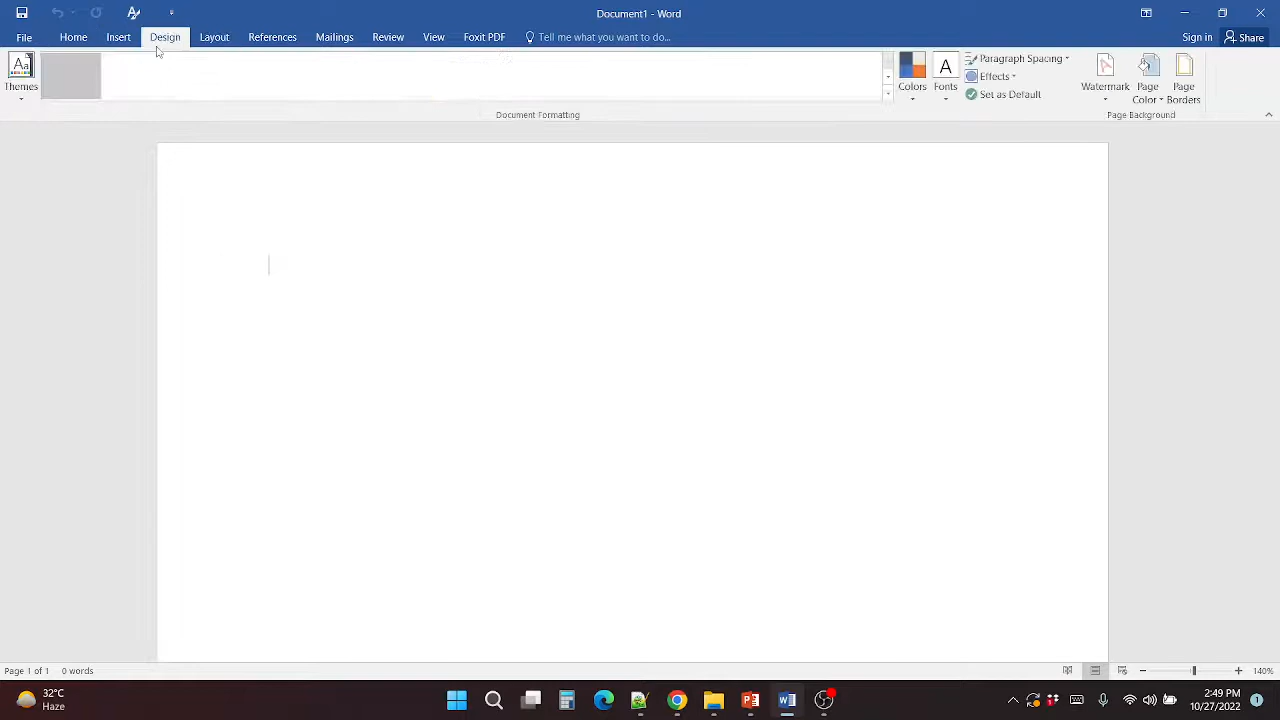 Document1 - Word
File Home Insert Design Layout References Mailings Review View Foxit PDF Tell me what you want to do... Sign in Share
Aa
Themes
A
Colors
Fonts
Paragraph Spacing
Effects
Set as Default
Watermark
Page
Color
Page
Borders
Document Formatting
Page Background
Page 1 of 1 0 words
140%
32°C
Haze
2:49 PM
10/27/2022